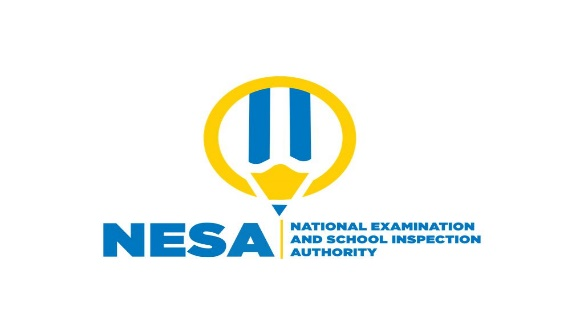 NESA
NATIONAL EXAMINATION
AND SCHOOL INSPECTION
AUTHORITY